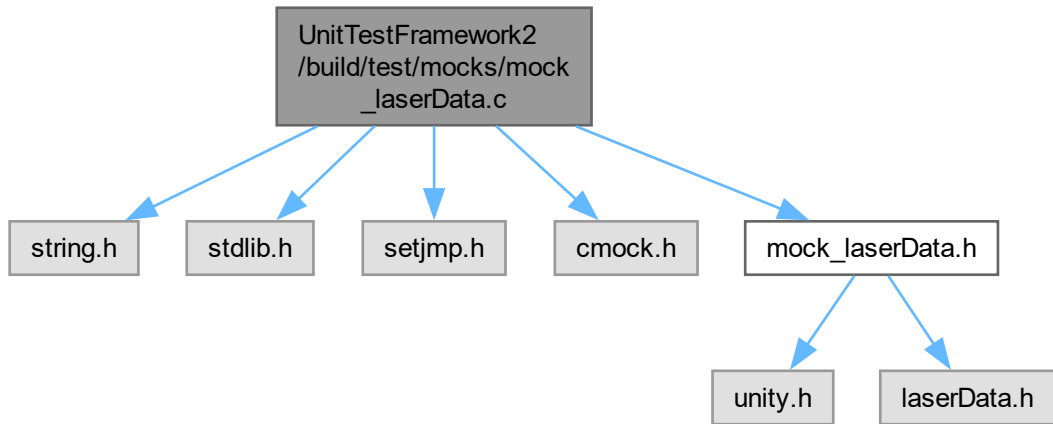 UnitTestFramework2
/build/test/mocks/mock
_laserData.c
string.h
stdlib.h
setjmp.h
cmock.h
mock_laserData.h
unity.h
laserData.h